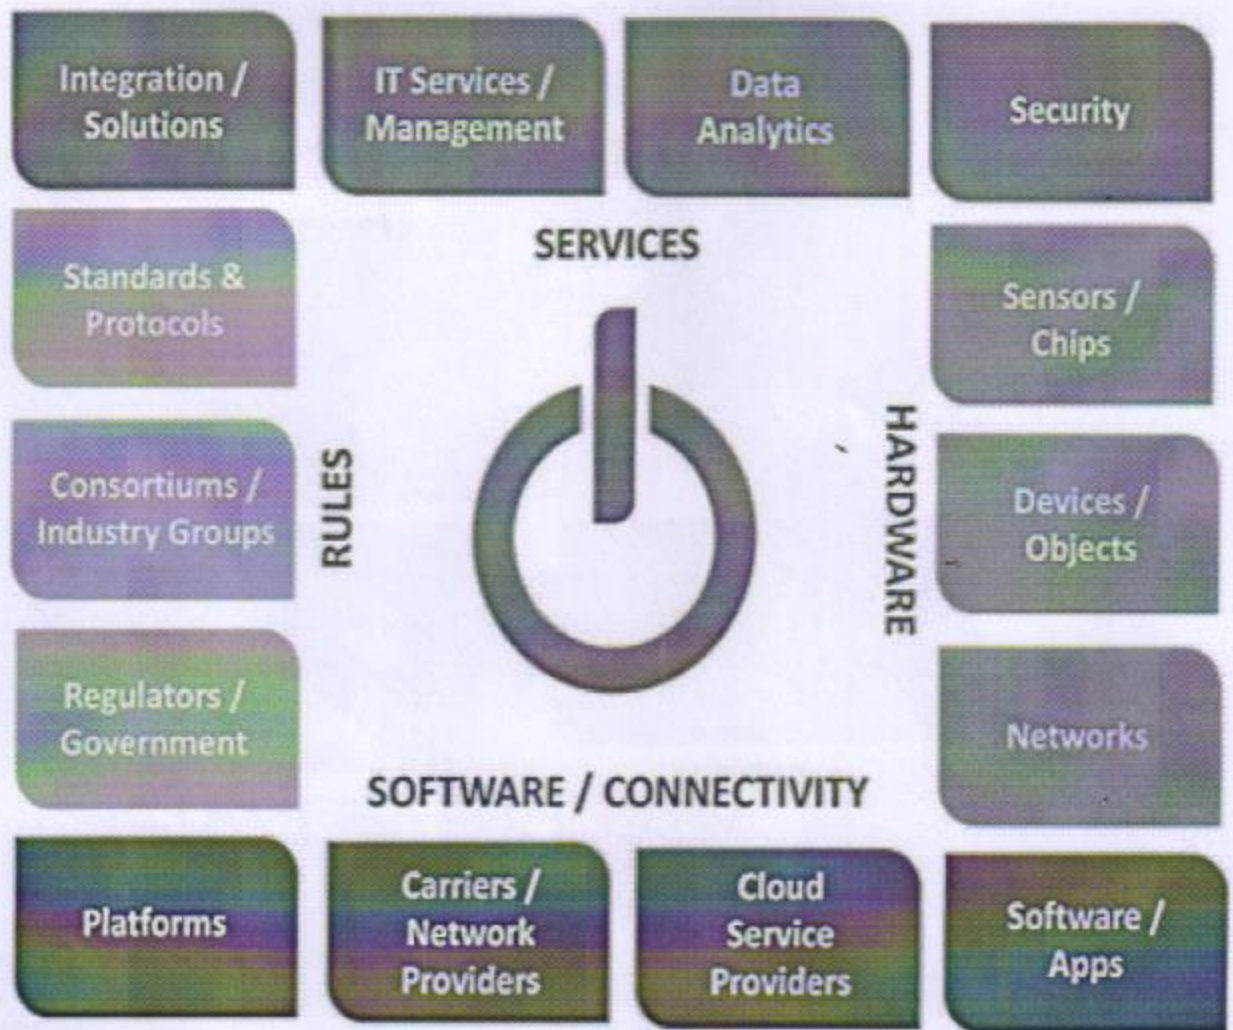 Integration /
Solutions
IT Services /
Management
Data
Analytics
Security
SERVICES
Standards &
Protocols
Sensors /
Chips
Consortiums /
Industry Groups
RULES
HARDWARE
Devices /
Objects
Regulators /
Government
Networks
SOFTWARE / CONNECTIVITY
Platforms
Carriers /
Network
Providers
Cloud
Service
Providers
Software /
Apps